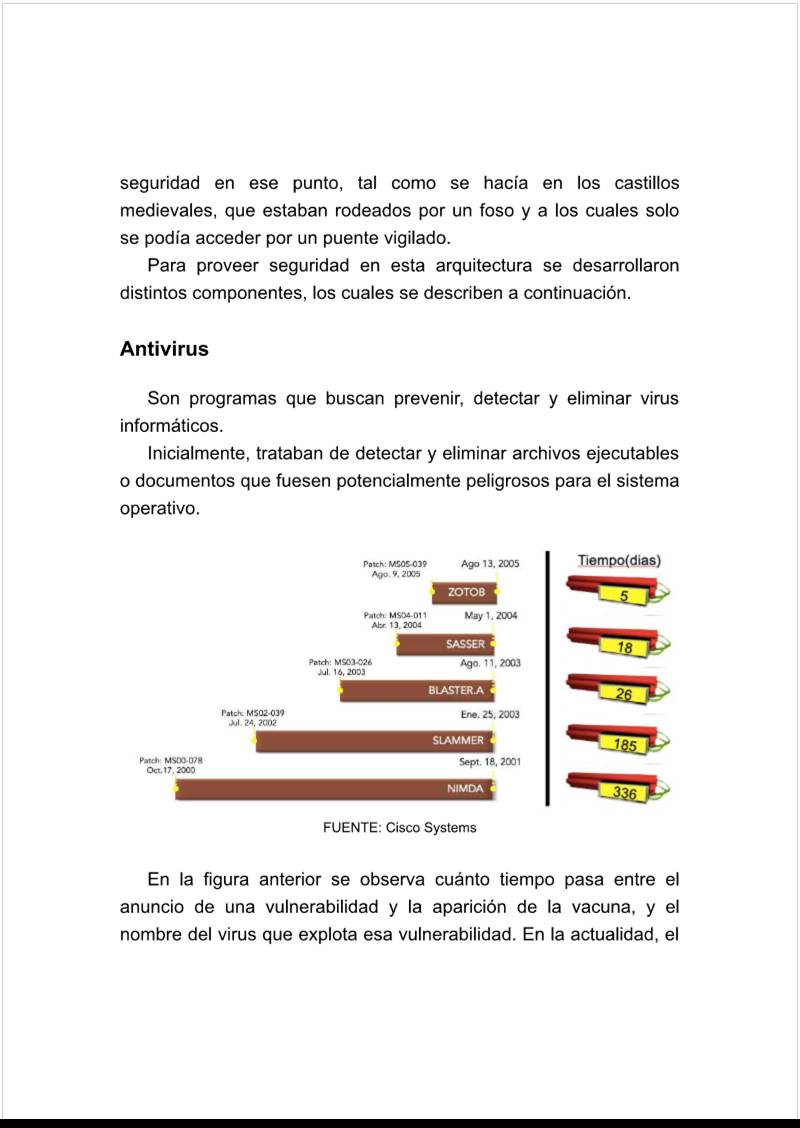 seguridad en ese punto, tal como se hacía en los castillos
medievales, que estaban rodeados por un foso y a los cuales solo
se podía acceder por un puente vigilado.
Para proveer seguridad en esta arquitectura se desarrollaron
distintos componentes, los cuales se describen a continuación.
Antivirus
Son programas que buscan prevenir, detectar y eliminar virus
informáticos.
Inicialmente, trataban de detectar y eliminar archivos ejecutables
o documentos que fuesen potencialmente peligrosos para el sistema
operativo.
Tiempo(dias)
Patch: MS05-039
Ago. 9, 2005
Ago 13, 2005
ZOTOB
5
Patch: MS04-011
Abr. 13, 2004
May 1, 2004
SASSER
18
Patch: MS03-026
Jul. 16, 2003
Ago. 11, 2003
BLASTER.A
26
Patch: MS02-039
Jul. 24, 2002
Ene. 25, 2003
SLAMMER
185
Patch: MS00-078
Oct.17, 2000
Sept. 18, 2001
NIMDA
336
FUENTE: Cisco Systems
En la figura anterior se observa cuánto tiempo pasa entre el
anuncio de una vulnerabilidad y la aparición de la vacuna, y el
nombre del virus que explota esa vulnerabilidad. En la actualidad, el